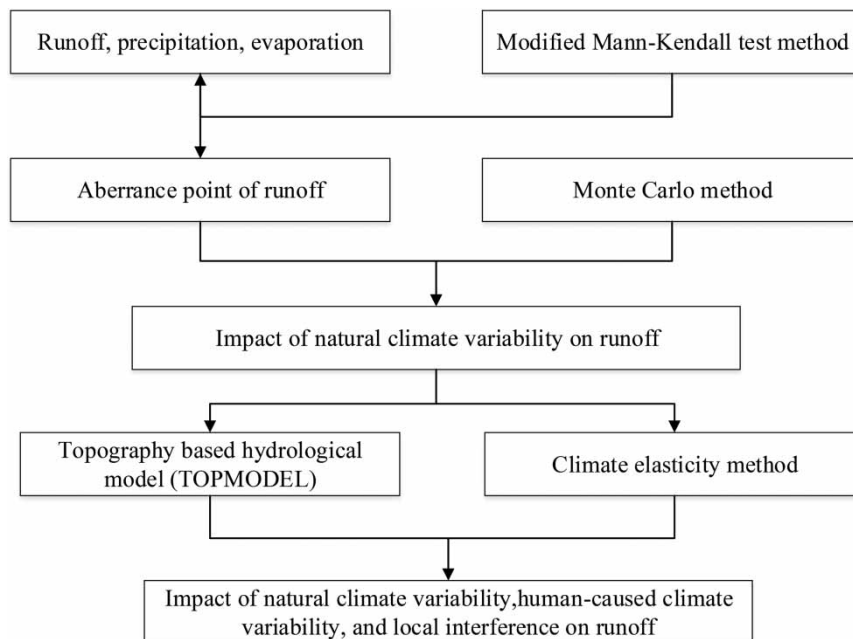 Runoff, precipitation, evaporation
Modified Mann-Kendall test method
Aberrance point of runoff
Monte Carlo method
Impact of natural climate variability on runoff
Topography based hydrological
model (TOPMODEL)
Climate elasticity method
Impact of natural climate variability,human-caused climate
variability, and local interference on runoff